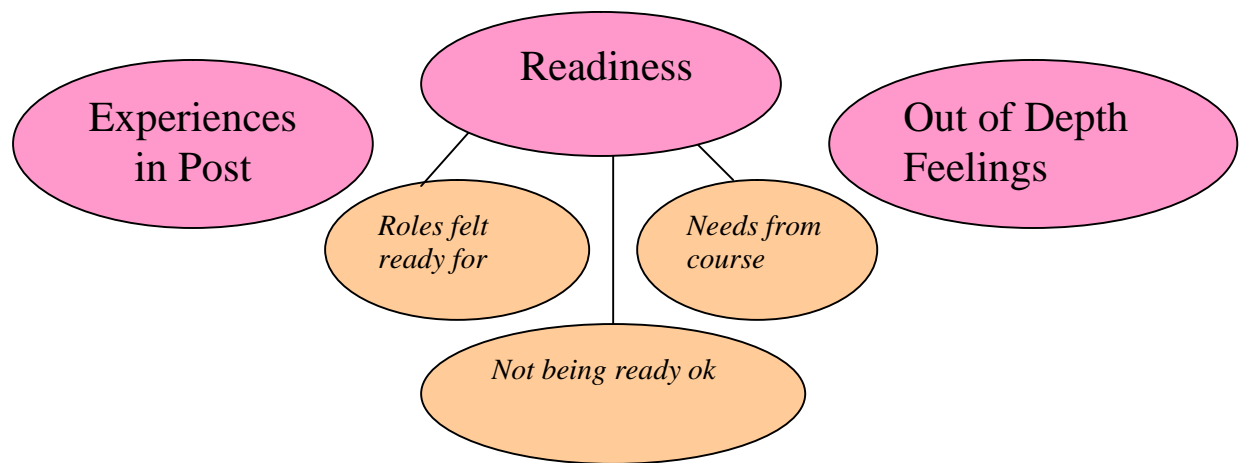 Readiness
Experiences
in Post
Out of Depth
Feelings
Roles felt
ready for
Needs from
course
Not being ready ok